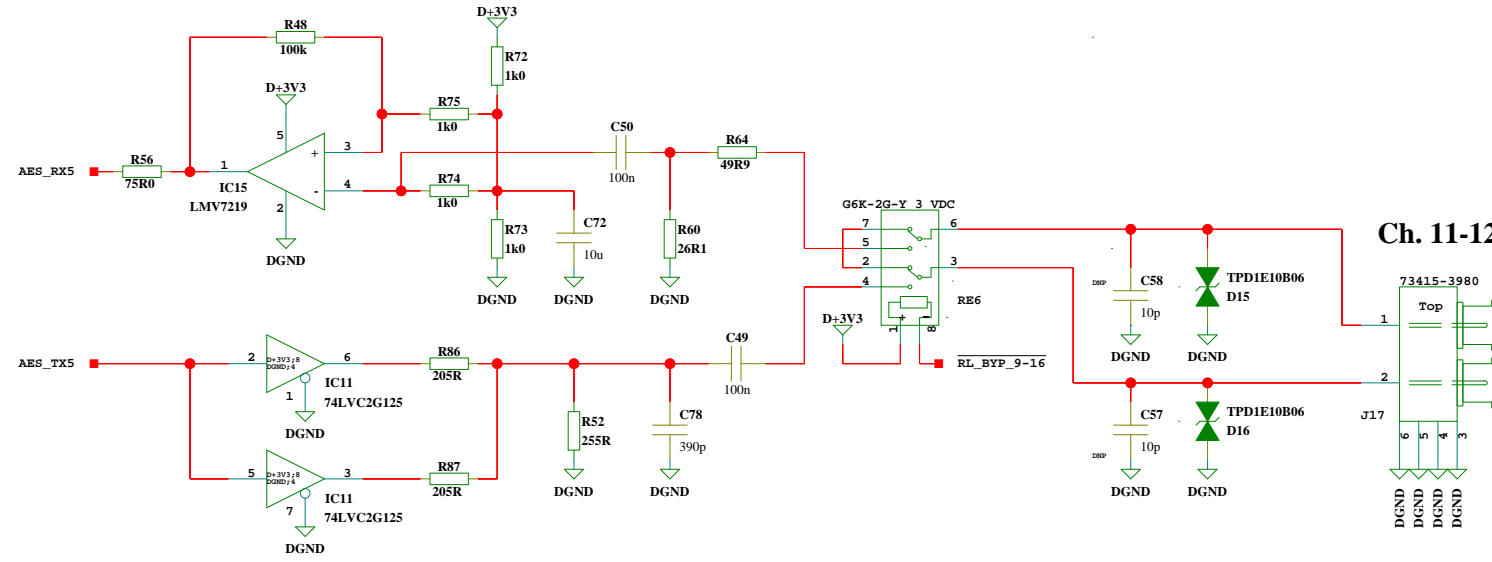 D+3V3
R48
100k
R72
1k0
D+3V3
R75
1k0
5
3
+
C50
R64
49R9
AES_RX5
R56
75R0
1
IC15
LMV7219
4
-
R74
1k0
100n
2
DGND
R73
1k0
C72
10u
R60
26R1
DGND
DGND
DGND
G6K-2G-Y 3 VDC
7
6
5
2
3
4
RE6
+
-
1
8
D+3V3
RL_BYP_9-16
Ch. 11-12
DNP
C58
10p
TPD1E10B06
D15
DGND
DGND
73415-3980
Top
1
2
J17
6
5
4
3
DGND
DGND
DGND
DGND
AES_TX5
2
D+3V3;8
DGND;4
6
1
IC11
74LVC2G125
DGND
R86
205R
C49
100n
R52
255R
C78
390p
DGND
DGND
DNP
C57
10p
TPD1E10B06
D16
DGND
DGND
5
D+3V3;8
DGND;4
3
7
IC11
74LVC2G125
DGND
R87
205R